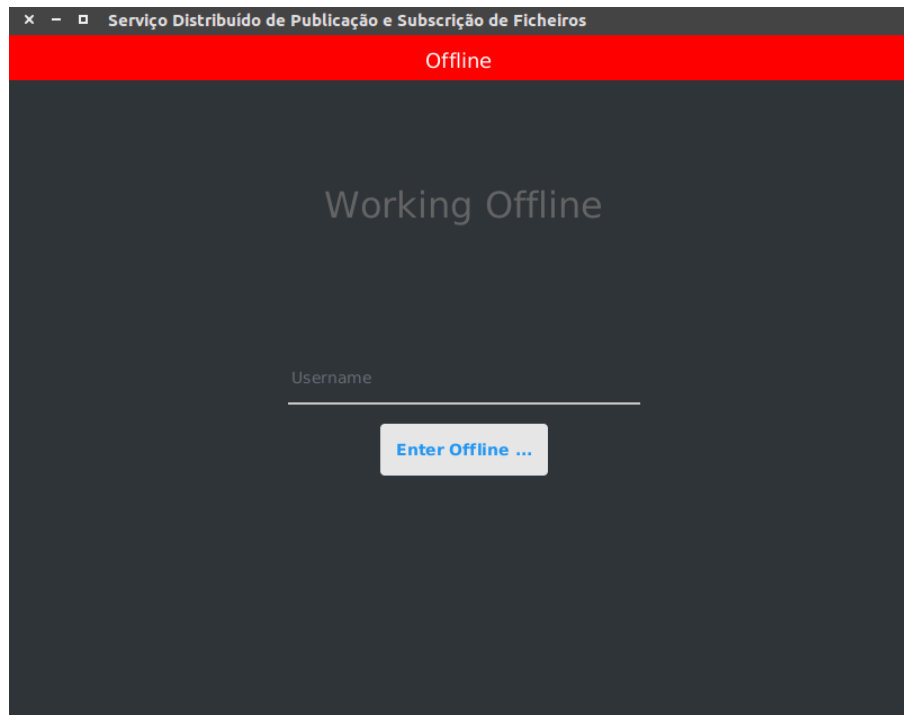 Serviço Distribuído de Publicação e Subscrição de Ficheiros
Offline
Working Offline
Username
Enter Offline ...